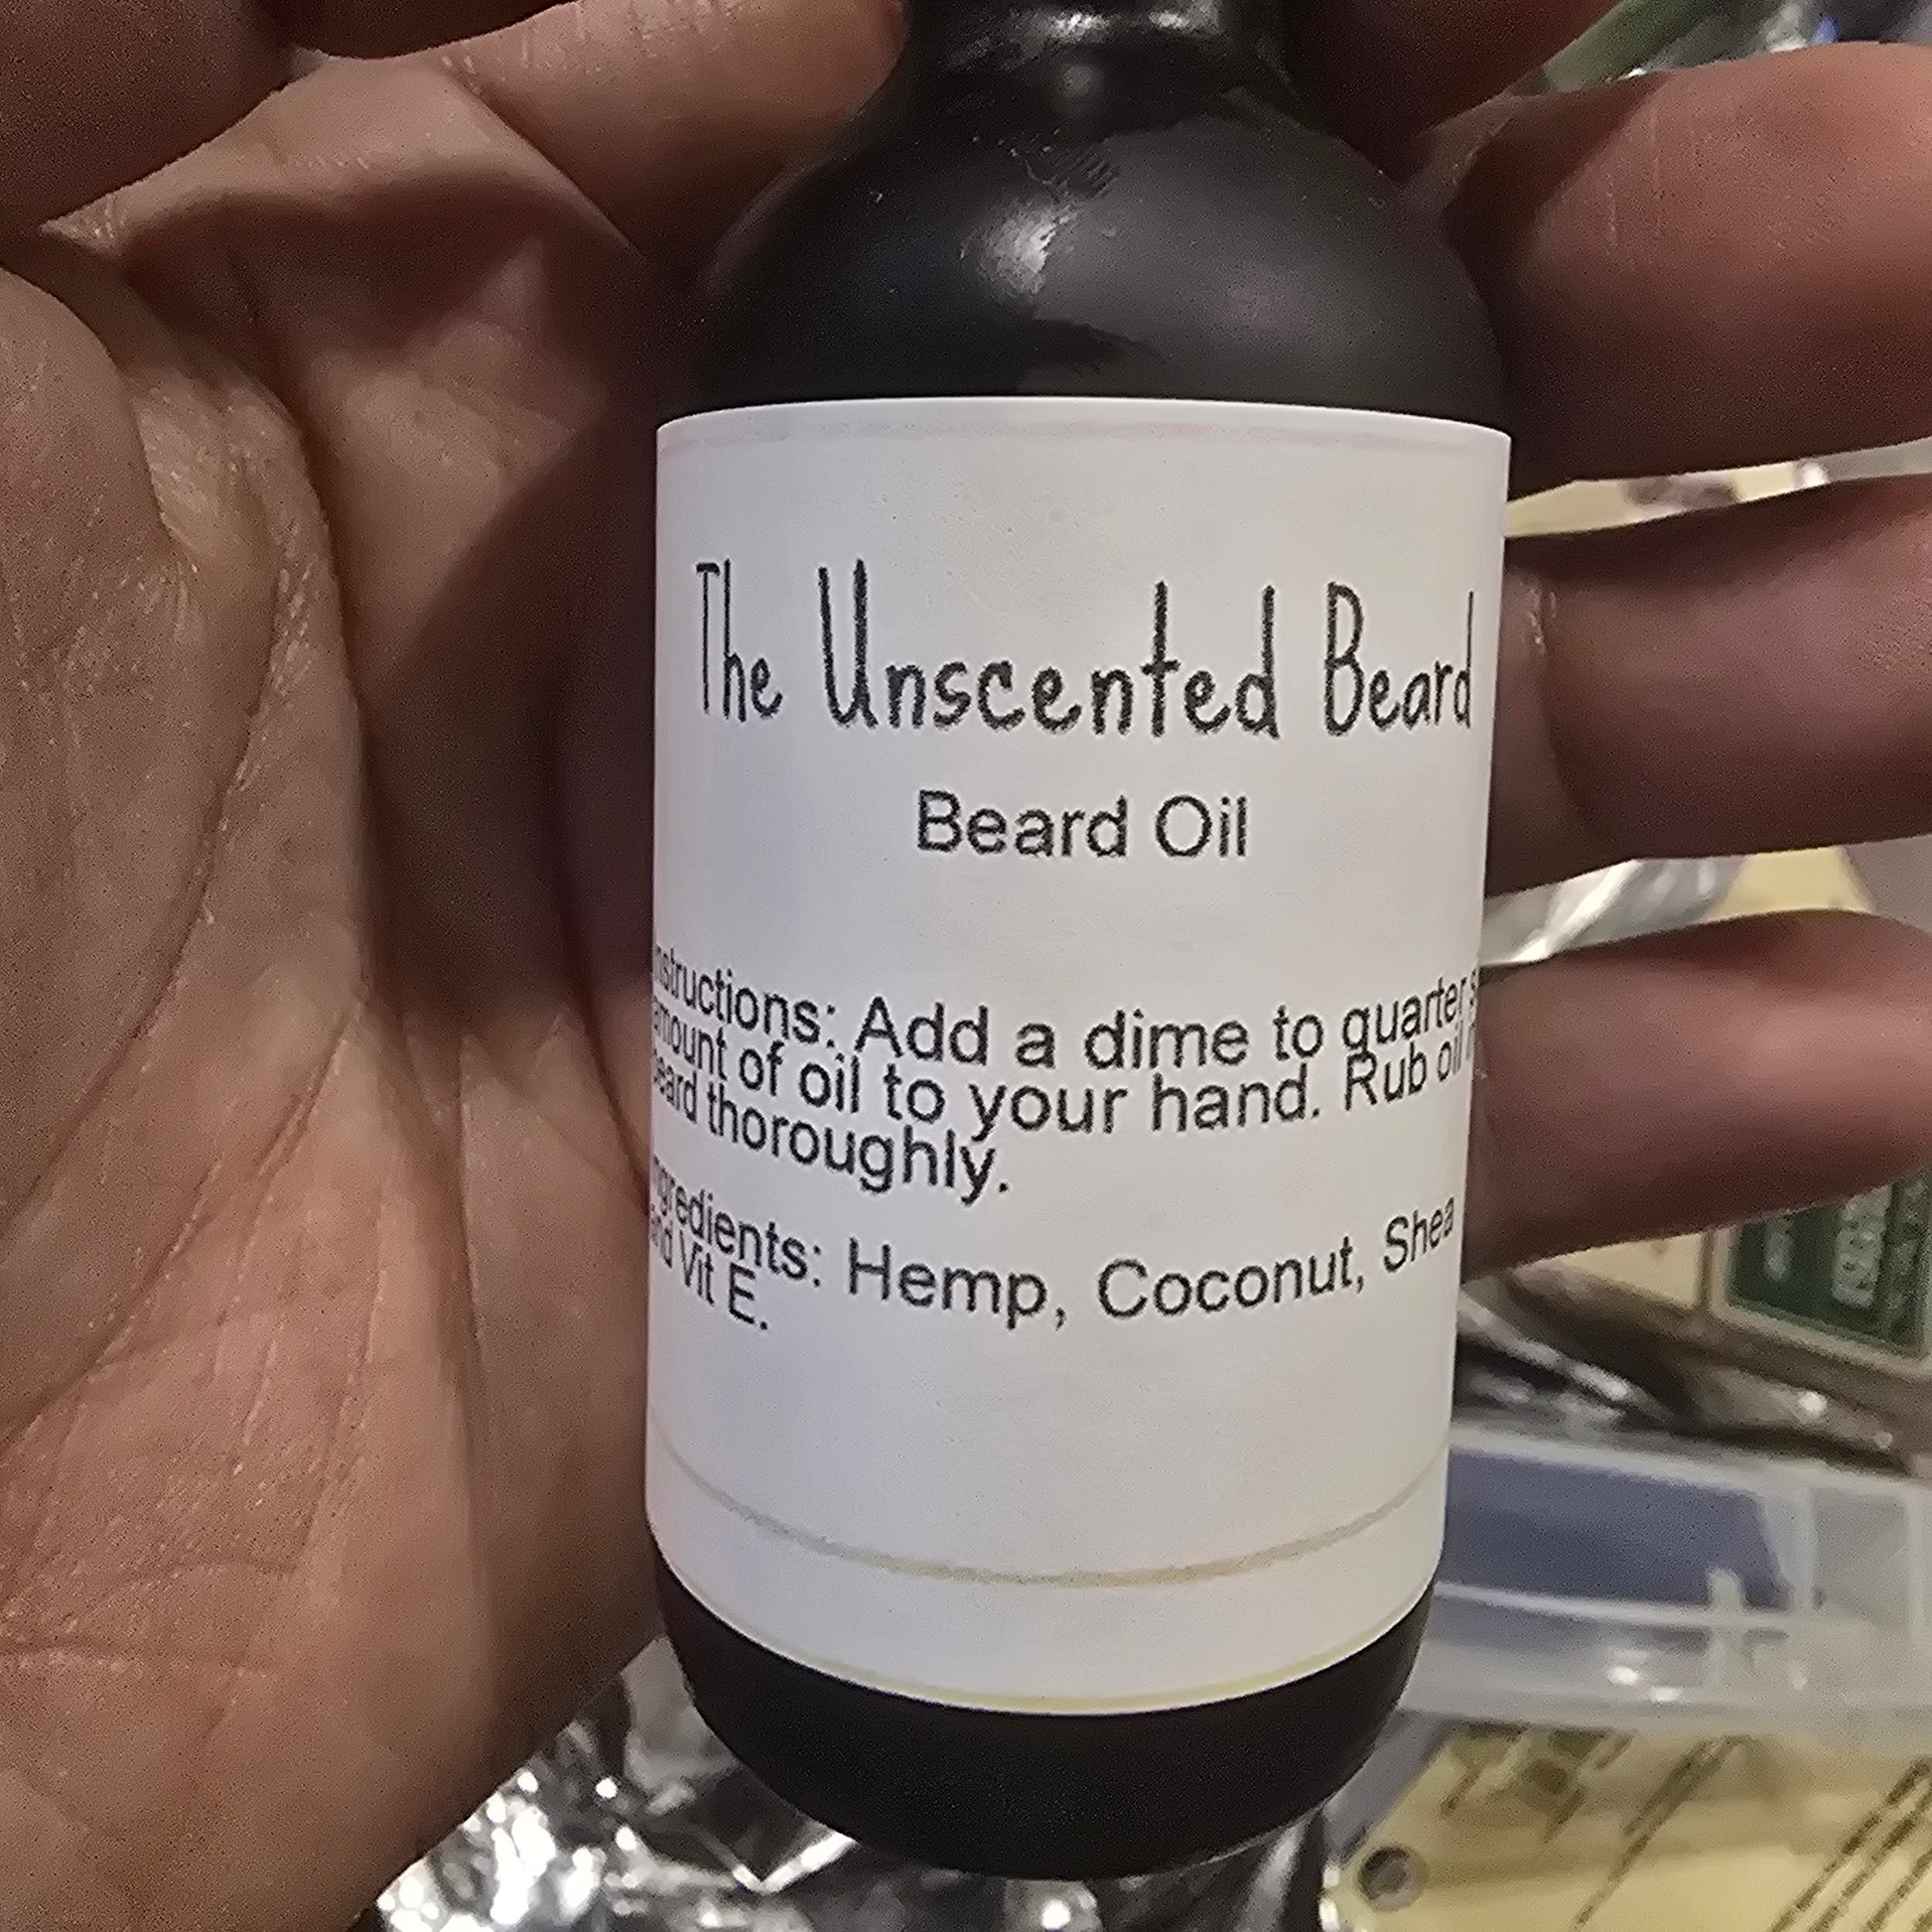 The Unscented Beard
Beard Oil
nstructions: Add a dime to quarter s
amount of oil to your hand. Rub oil i
eard thoroughly.
ngredients: Hemp, Coconut, Shea
and Vit E.